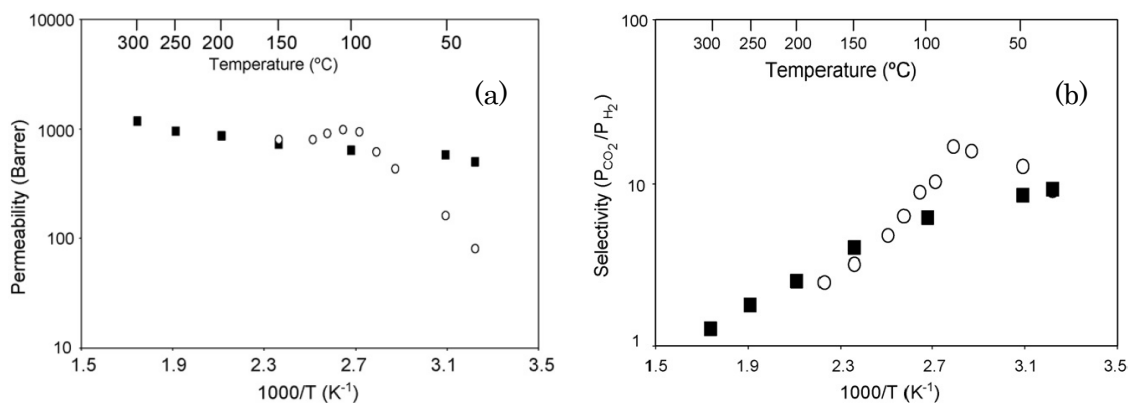 10000
300 250 200 150 100 50
Temperature (ºC)
(a)
1000
100
10
Permeability (Barrer)
1.5 1.9 2.3 2.7 3.1 3.5
1000/T (K⁻¹)
100
300 250 200 150 100 50
Temperature (ºC)
(b)
10
1
Selectivity (P_CO₂/P_H₂)
1.5 1.9 2.3 2.7 3.1 3.5
1000/T (K⁻¹)